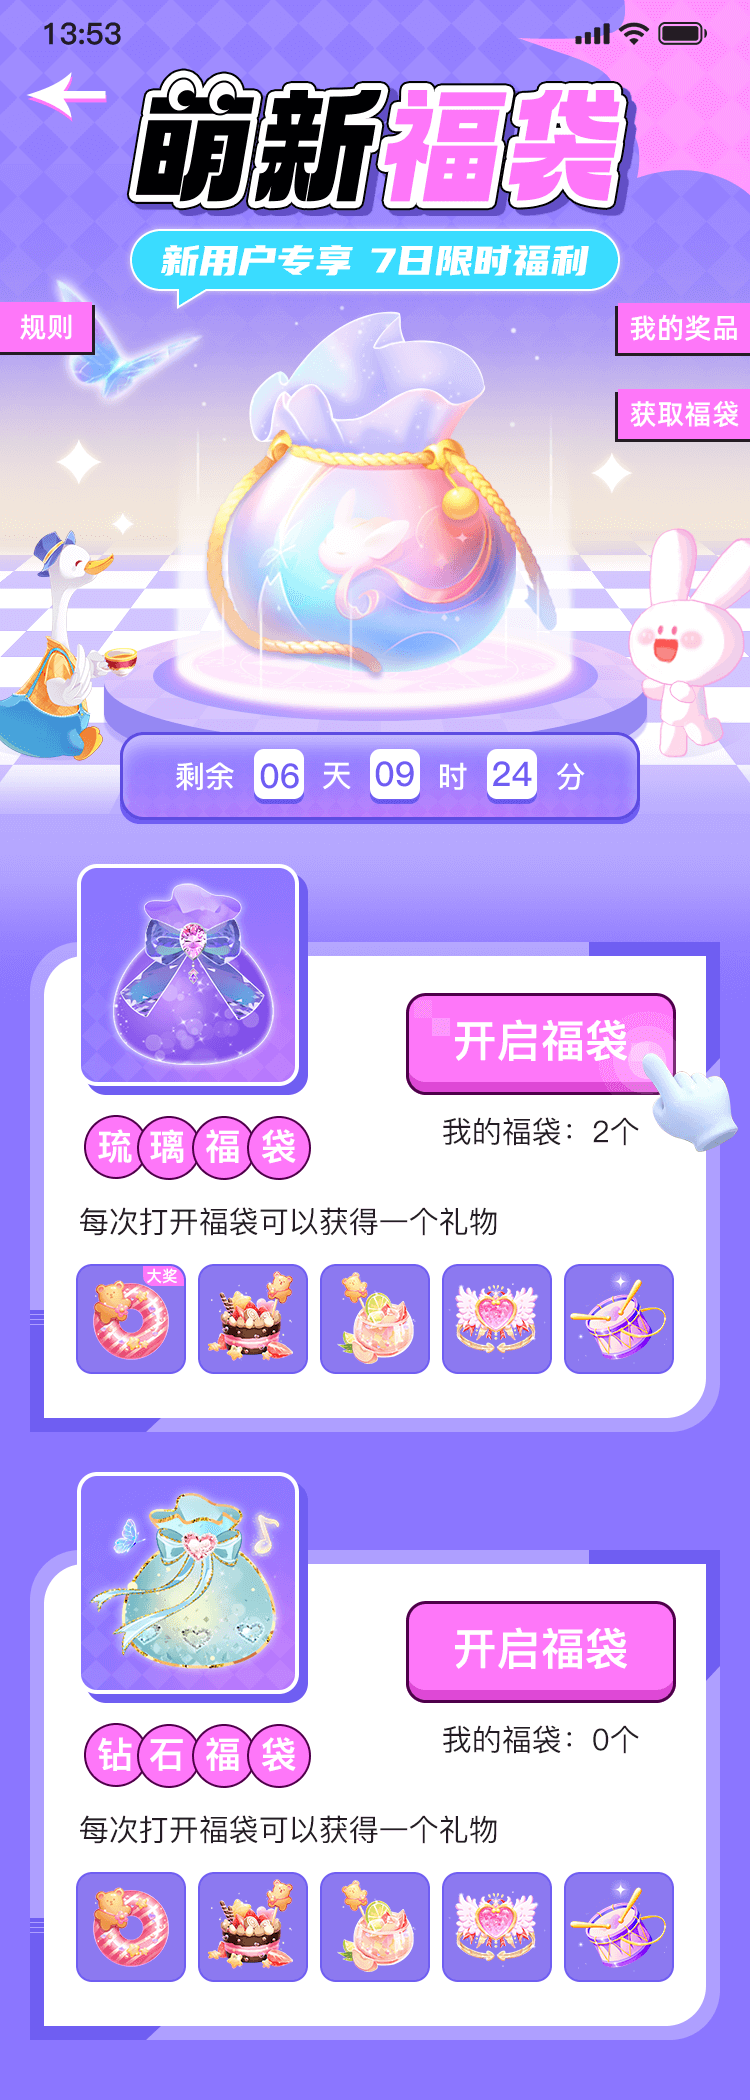 13:53
萌新福袋
新用户专享 7日限时福利
规则
我的奖品
获取福袋
剩余 06 天 09 时 24 分
开启福袋
我的福袋：2个
琉璃福袋
每次打开福袋可以获得一个礼物
大奖
开启福袋
我的福袋：0个
钻石福袋
每次打开福袋可以获得一个礼物